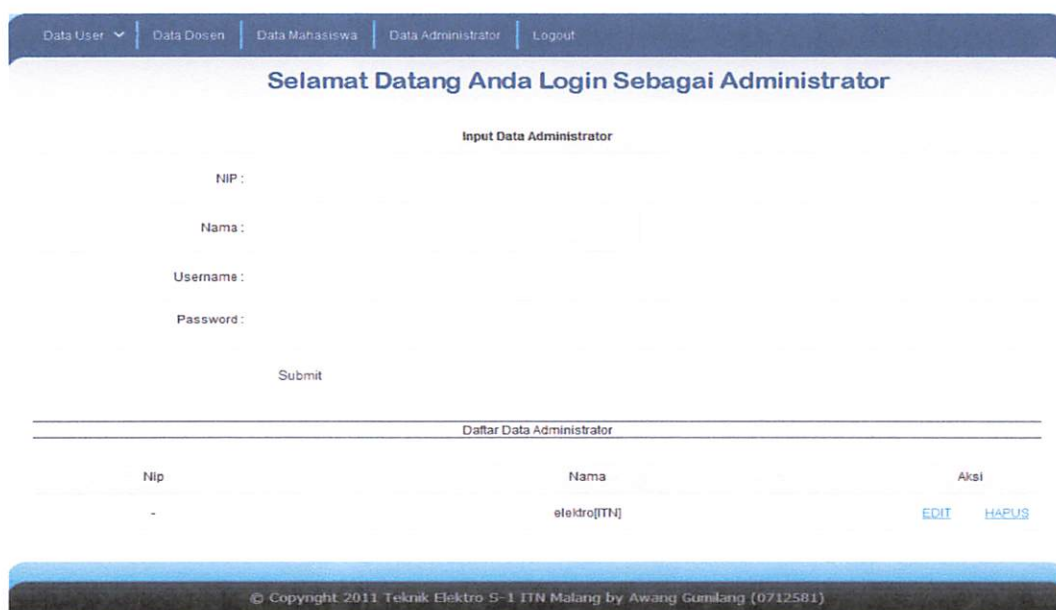 Data User Data Dosen Data Mahasiswa Data Administrator Logout
Selamat Datang Anda Login Sebagai Administrator
Input Data Administrator
NIP :
Nama :
Username :
Password :
Submit
Daftar Data Administrator
Nip Nama Aksi
- elektro[ITN] EDIT HAPUS
© Copyright 2011 Teknik Elektro S-1 ITN Malang by Awang Gumilang (0712581)